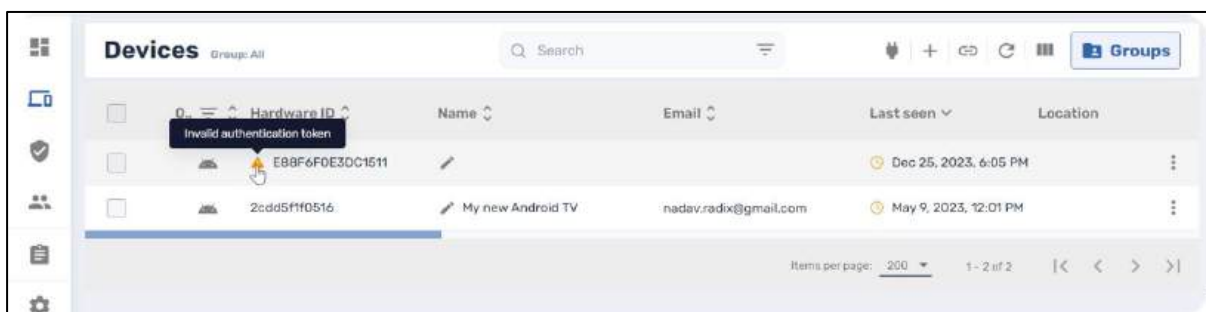 Devices Group: All Search Groups
O.. Hardware ID Name Email Last seen Location
Invalid authentication token
E88F6F0E3DC1511 Dec 25, 2023, 6:05 PM
2cdd5f1f0516 My new Android TV nadav.radix@gmail.com May 9, 2023, 12:01 PM
Items per page: 200 1 - 2 of 2